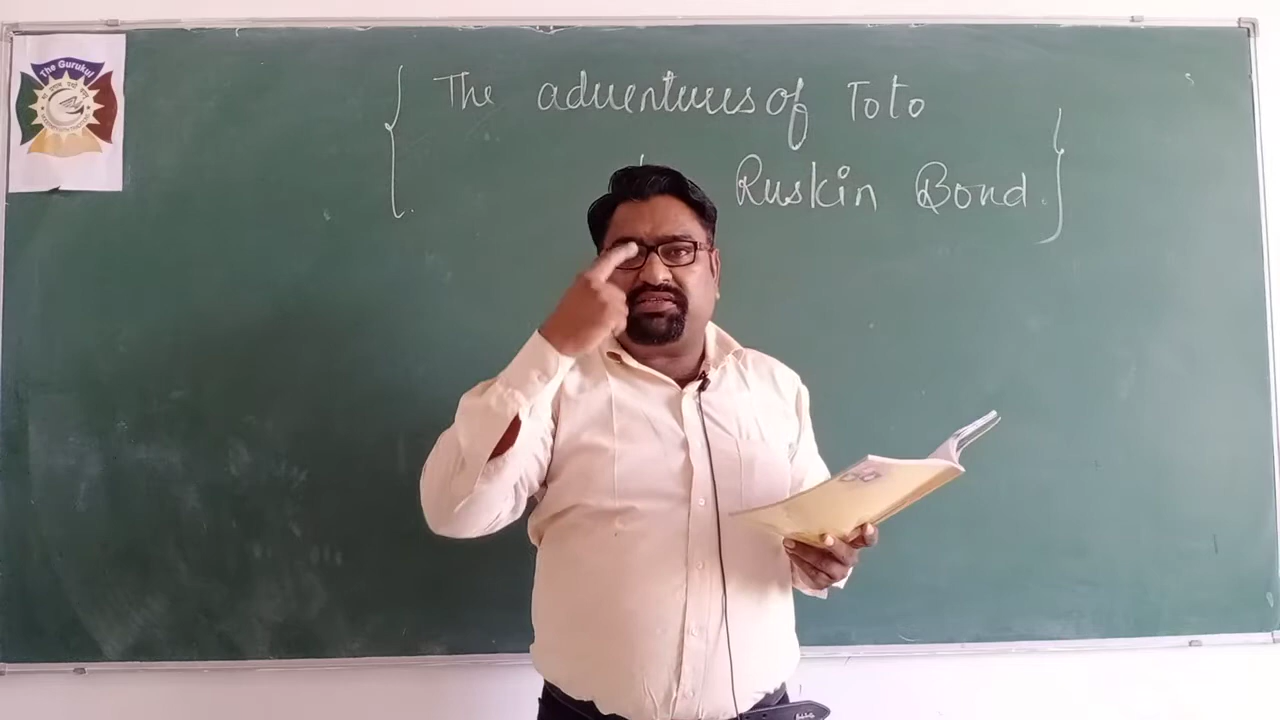 The Gurukul
The adventures of Toto
Ruskin Bond.